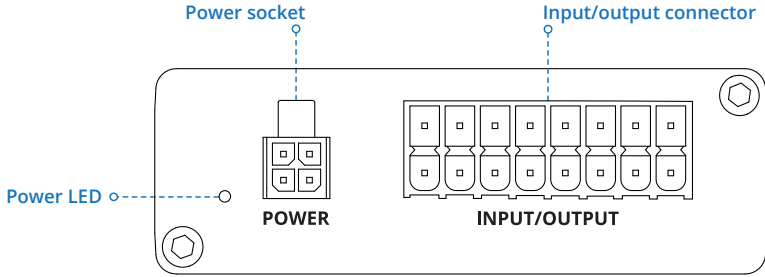 Power socket
Input/output connector
Power LED
POWER
INPUT/OUTPUT